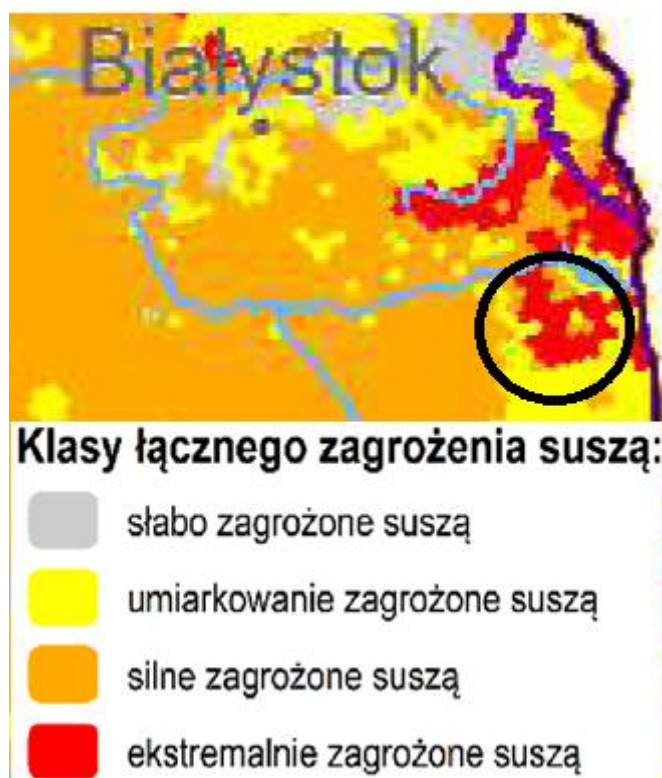 Białystok
Klasy łącznego zagrożenia suszą:
słabo zagrożone suszą
umiarkowanie zagrożone suszą
silne zagrożone suszą
ekstremalnie zagrożone suszą